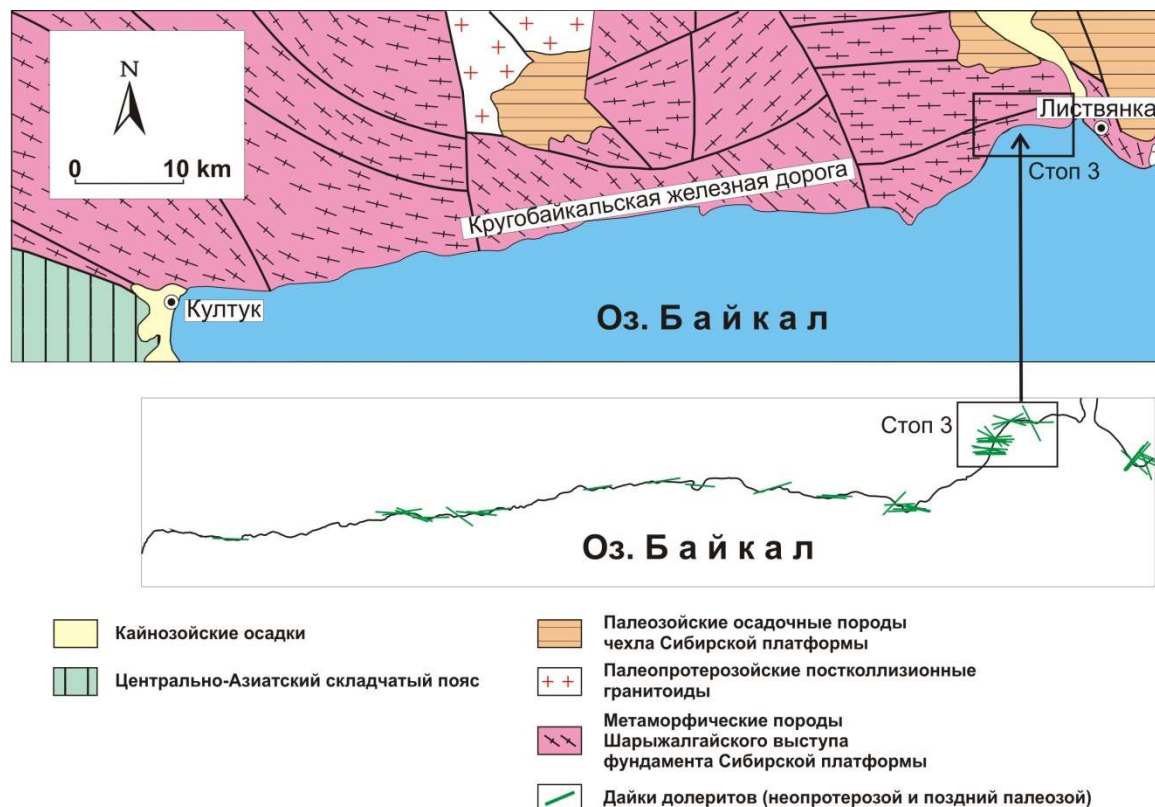 N
0 10 km
Листвянка
Стоп 3
Кругобайкальская железная дорога
Култук
Оз. Байкал
Стоп 3
Оз. Байкал
Кайнозойские осадки
Центрально-Азиатский складчатый пояс
Палеозойские осадочные породы
чехла Сибирской платформы
Палеопротерозойские постколлизионные
гранитоиды
Метаморфические породы
Шарыжалгайского выступа
фундамента Сибирской платформы
Дайки долеритов (неопротерозой и поздний палеозой)